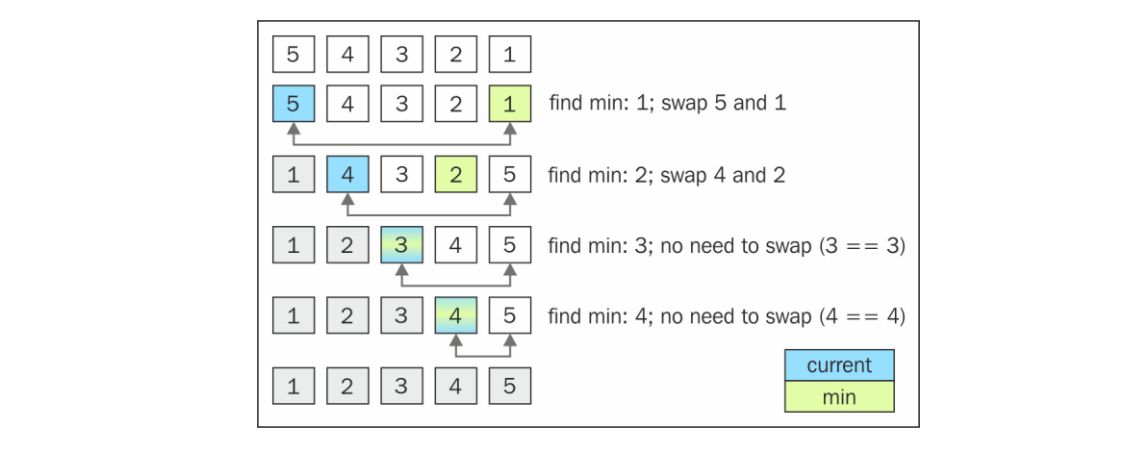 5 4 3 2 1
5 4 3 2 1 find min: 1; swap 5 and 1
1 4 3 2 5 find min: 2; swap 4 and 2
1 2 3 4 5 find min: 3; no need to swap (3 == 3)
1 2 3 4 5 find min: 4; no need to swap (4 == 4)
current
1 2 3 4 5
min